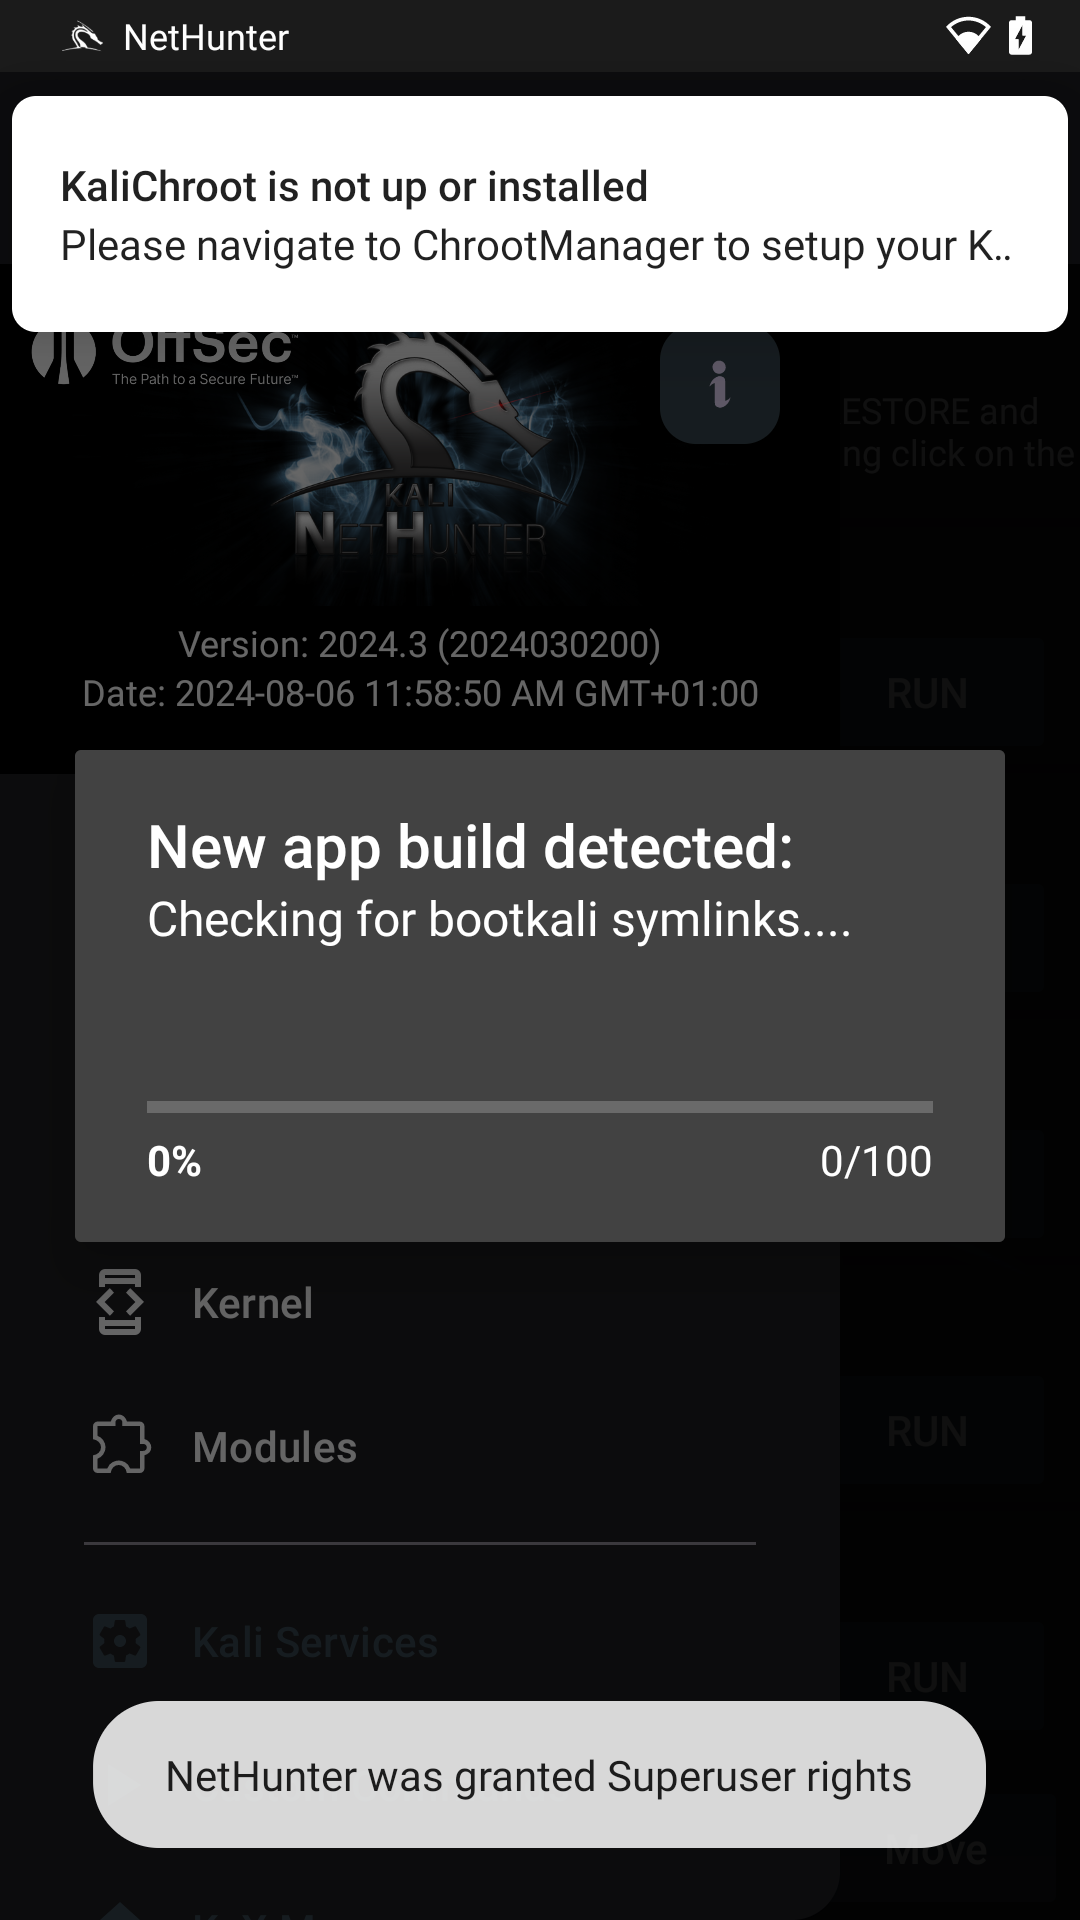 NetHunter
KaliChroot is not up or installed
Please navigate to ChrootManager to setup your K..
OffSec
The Path to a Secure Future™
ESTORE and
ng click on the
KALI
NETHUNTER
Version: 2024.3 (2024030200)
Date: 2024-08-06 11:58:50 AM GMT+01:00
RUN
New app build detected:
Checking for bootkali symlinks....
0%
0/100
Kernel
RUN
Modules
Kali Services
RUN
NetHunter was granted Superuser rights
Move